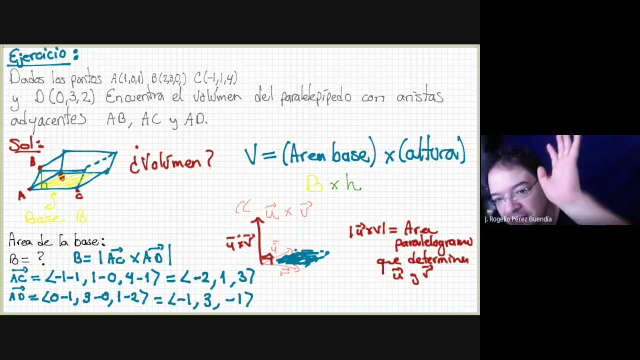 Ejercicio:
Dados los puntos A(1,0,1) B(2,3,0) C(-1,1,4)
y D(0,3,2) Encuentra el volúmen del paralelepípedo con aristas
adyacentes AB, AC y AD.
Sol:
¿Volúmen?
V = (Area base) x (altura)
B x h
B
A
C
Base B
u x v
u x v
u
|u x v| = Area
paralelogramo
que determinan
u y v
Area de la base:
B = ? B = |AC x AD|
AC = <-1-1, 1-0, 4-1> = <-2, 1, 3>
AD = <0-1, 3-0, 1-2> = <-1, 3, -1>
J. Rogelio Pérez Buendía